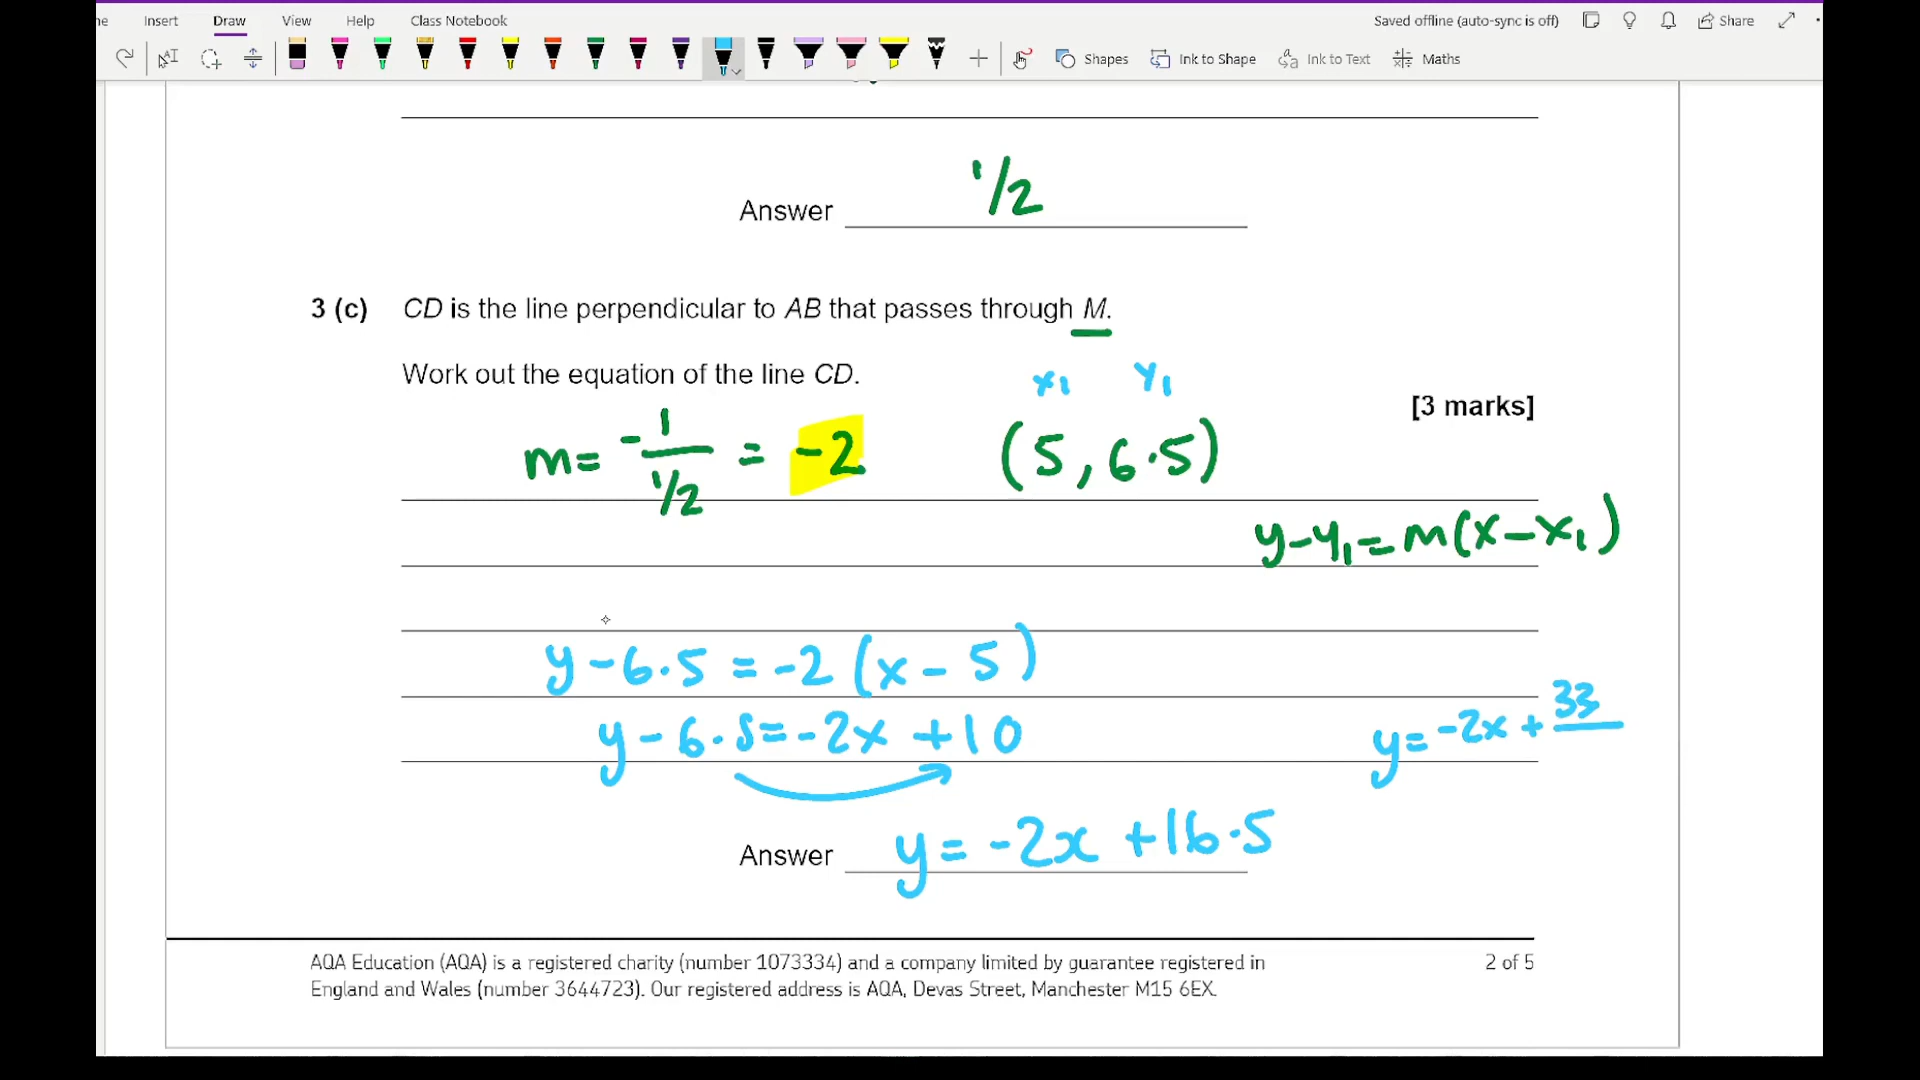 Insert Draw View Help Class Notebook Saved offline (auto-sync is off) Share
Shapes Ink to Shape Ink to Text Maths
Answer 1/2
3 (c) CD is the line perpendicular to AB that passes through M.
Work out the equation of the line CD.
x1 y1
[3 marks]
m= -1/1/2 = -2 (5, 6.5)
y-y1=m(x-x1)
y-6.5=-2(x-5)
y-6.5=-2x+10
y=-2x+33
Answer y=-2x+16.5
AQA Education (AQA) is a registered charity (number 1073334) and a company limited by guarantee registered in
England and Wales (number 3644723). Our registered address is AQA, Devas Street, Manchester M15 6EX.
2 of 5